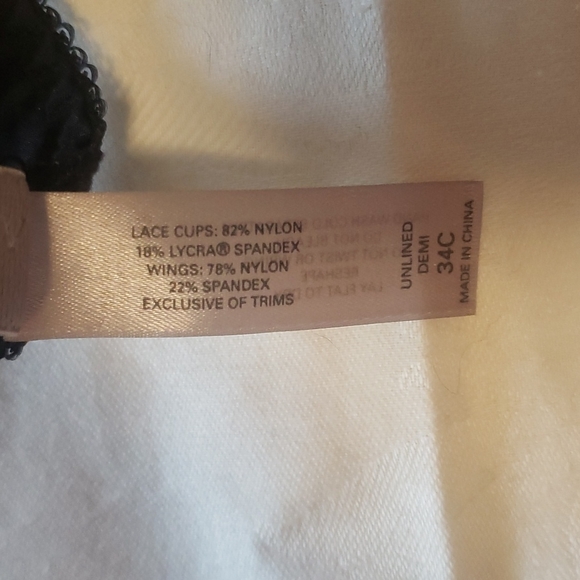 LACE CUPS: 82% NYLON
18% LYCRA® SPANDEX
WINGS: 78% NYLON
22% SPANDEX
EXCLUSIVE OF TRIMS
UNLINED
DEMI
34C
MADE IN CHINA